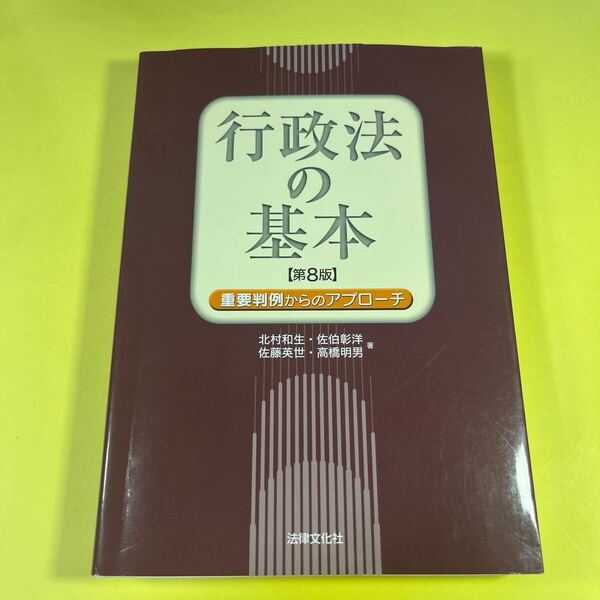 行政法
の
基本
【第8版】
重要判例からのアプローチ
北村和生・佐伯彰洋
佐藤英世・高橋明男 著
法律文化社